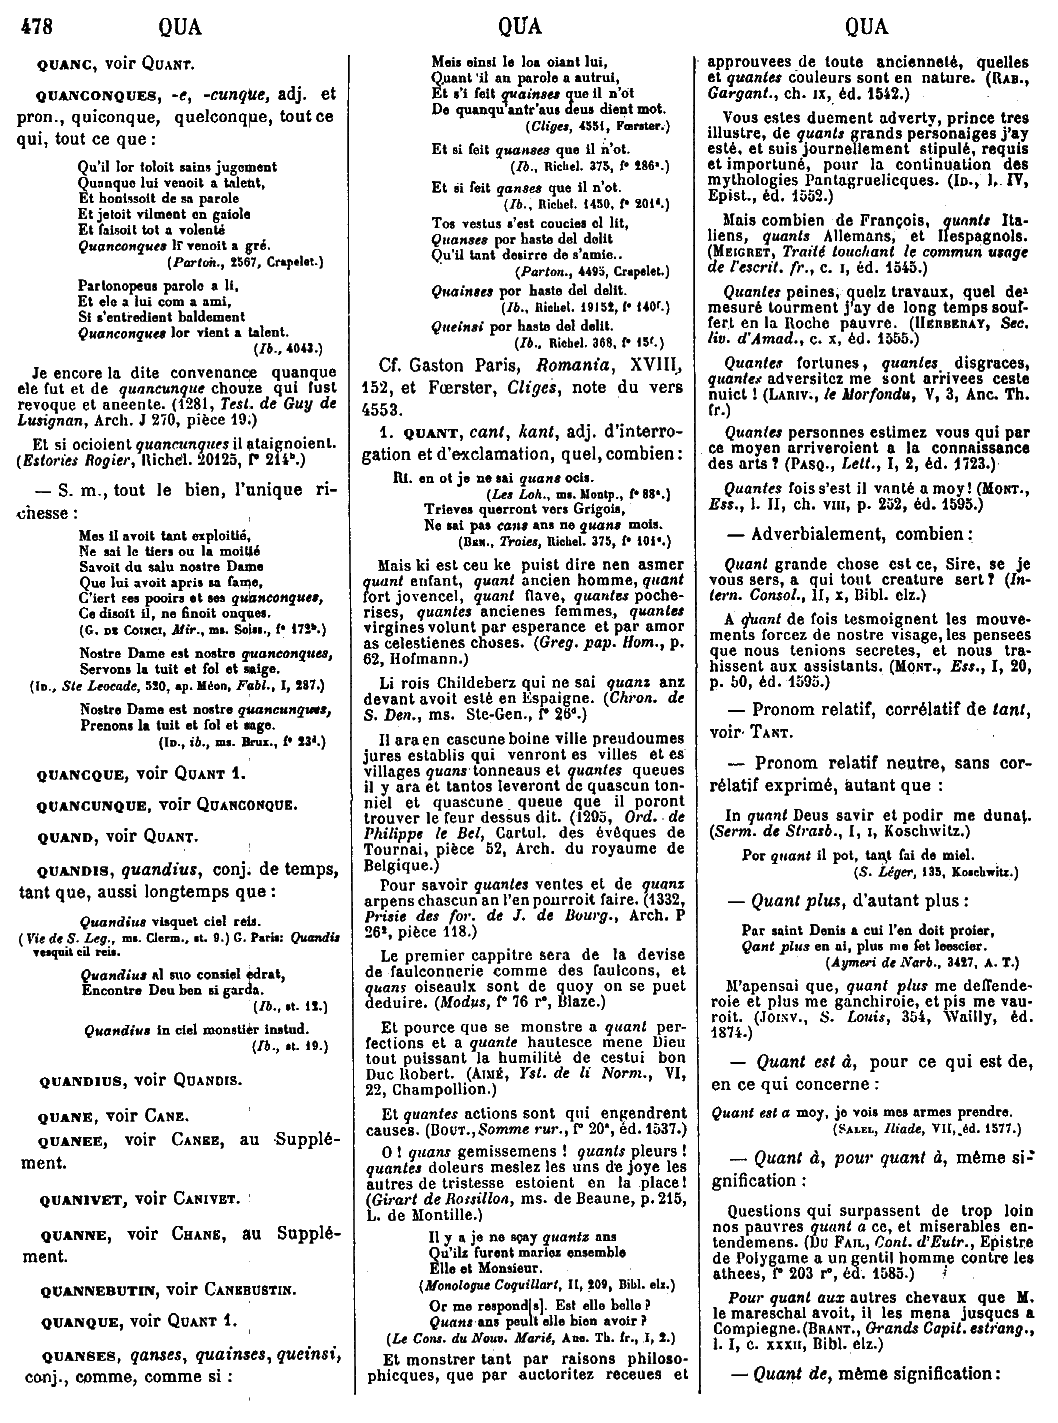 478 QUA QUA QUA
QUANC, voir QUANT.
QUANCONQUES, -e, -cunque, adj. et
pron., quiconque, quelconque, tout ce
qui, tout ce que :
Qu'il lor toloit sains jugement
Quanque lui venoit a talent,
Et honissoit de sa parole
Et jetoit vilment en gaiole
Et faisoit tot a volenté
Quanconques li venoit a gré.
(Parton., 2567, Crapelet.)
Partonopeus parole a li,
Et ele a lui com a ami,
Si s'entredient baldement
Quanconques lor vient a talent.
(Ib., 4043.)
Je encore la dite convenance quanque
ele fut et de quancunque chouze qui fust
revoque et aneente. (1281, Test. de Guy de
Lusignan, Arch. J 270, pièce 19.)
Et si ocioient quancunques il ataignoient.
(Estories Rogier, Richel. 20125, f° 214ᵇ.)
— S. m., tout le bien, l'unique ri-
chesse :
Mes il avoit tant exploitié,
Ne sai le tiers ou la moitié
Savoit du salu nostre Dame
Que lui avoit apris sa fame,
C'iert ses pooirs et ses quanconques,
Ce disoit il, ne finoit onques.
(G. DE COINCI, Mir., ms. Soiss., f° 172ᵇ.)
Nostre Dame est nostre quanconques,
Servons la tuit et fol et saige.
(ID., Ste Leocade, 520, ap. Méon, Fabl., I, 287.)
Nostre Dame est nostre quancunques,
Prenons la tuit et fol et sage.
(ID., ib., ms. Brux., f° 23ᵈ.)
QUANCQUE, voir QUANT 1.
QUANCUNQUE, voir QUANCONQUE.
QUAND, voir QUANT.
QUANDIS, quandius, conj. de temps,
tant que, aussi longtemps que :
Quandius visquet ciel reis.
(Vie de S. Leg., ms. Clerm., st. 9.) G. Paris: Quandis
vesquit cil reis.
Quandius al suo consiel edrat,
Encontre Deu ben si garda.
(Ib., st. 12.)
Quandius in ciel monstier instud.
(Ib., st. 19.)
QUANDIUS, voir QUANDIS.
QUANE, voir CANE.
QUANEE, voir CANEE, au Supplé-
ment.
QUANIVET, voir CANIVET.
QUANNE, voir CHANE, au Supplé-
ment.
QUANNEBUTIN, voir CANEBUSTIN.
QUANQUE, voir QUANT 1.
QUANSES, qanses, quainses, queinsi,
conj., comme, comme si :
Meis einsi le loa oiant lui,
Quant il an parole a autrui,
Et s'i feit quainses que il n'ot
De quanqu'antr'aus deus dient mot.
(Cliges, 4551, Fœrster.)
Et si feit quanses que il n'ot.
(Ib., Richel. 375, f° 286ᵃ.)
Et si feit qanses que il n'ot.
(Ib., Richel. 1450, f° 201ᵈ.)
Tos vestus s'est coucies el lit,
Quanses por haste del delit
Qu'il tant desirre de s'amie..
(Parton., 4495, Crapelet.)
Quainses por haste del delit.
(Ib., Richel. 19152, f° 140ᶠ.)
Queinsi por haste del delit.
(Ib., Richel. 368, f° 15ᶜ.)
Cf. Gaston Paris, Romania, XVIII,
152, et Fœrster, Cligès, note du vers
4553.
1. QUANT, cant, kant, adj. d'interro-
gation et d'exclamation, quel, combien :
Ri. en ot je ne sai quans ocis.
(Les Loh., ms. Montp., f° 88ᵃ.)
Trieves querront vers Grigois,
Ne sai pas cans ans ne quans mois.
(BEN., Troies, Richel. 375, f° 101ᵉ.)
Mais ki est ceu ke puist dire nen asmer
quant enfant, quant ancien homme, quant
fort jovencel, quant flave, quantes poche-
rises, quantes ancienes femmes, quantes
virgines volunt par esperance et par amor
as celestienes choses. (Greg. pap. Hom., p.
62, Hofmann.)
Li rois Childeberz qui ne sai quanz anz
devant avoit esté en Espaigne. (Chron. de
S. Den., ms. Ste-Gen., f° 26ᵈ.)
Il ara en cascune boine ville preudoumes
jures establis qui venront es villes et es
villages quans tonneaus et quantes queues
il y ara et tantos leveront de quascun ton-
niel et quascune queue que il poront
trouver le feur dessus dit. (1295, Ord. de
Philippe le Bel, Cartul. des évêques de
Tournai, pièce 52, Arch. du royaume de
Belgique.)
Pour savoir quantes ventes et de quanz
arpens chascun an l'en pourroit faire. (1332,
Prisie des for. de J. de Bourg., Arch. P
26², pièce 118.)
Le premier cappitre sera de la devise
de faulconnerie comme des faulcons, et
quans oiseaulx sont de quoy on se puet
deduire. (Modus, f° 76 r°, Blaze.)
Et pource que se monstre a quant per-
fections et a quante hautesce mene Dieu
tout puissant la humilité de cestui bon
Duc Robert. (AIMÉ, Yst. de li Norm., VI,
22, Champollion.)
Et quantes actions sont qui engendrent
causes. (BOUT., Somme rur., f° 20ᵃ, éd. 1537.)
O ! quans gemissemens ! quants pleurs !
quantes doleurs meslez les uns de joye les
autres de tristesse estoient en la place !
(Girart de Rossillon, ms. de Beaune, p. 215,
L. de Montille.)
Il y a je ne sçay quantz ans
Qu'ilz furent mariez ensemble
Elle et Monsieur.
(Monologue Coquillart, II, 209, Bibl. elz.)
Or me respond[s]. Est elle belle ?
Quans ans peult elle bien avoir ?
(Le Cons. du Nouv. Marié, Anc. Th. fr., I, 2.)
Et monstrer tant par raisons philoso-
phicques, que par auctoritez receues et
approuvees de toute ancienneté, quelles
et quantes couleurs sont en nature. (RAB.,
Gargant., ch. IX, éd. 1542.)
Vous estes duement adverty, prince tres
illustre, de quants grands personaiges j'ay
esté, et suis journellement stipulé, requis
et importuné, pour la continuation des
mythologies Pantagruelicques. (ID., l. IV,
Epist., éd. 1552.)
Mais combien de François, quants Ita-
liens, quants Allemans, et Hespagnols.
(MEIGRET, Traité touchant le commun usage
de l'escrit. fr., c. I, éd. 1545.)
Quantes peines, quelz travaux, quel de-
mesuré tourment j'ay de long temps souf-
fert en la Roche pauvre. (HERBERAY, Sec.
liv. d'Amad., c. X, éd. 1555.)
Quantes fortunes, quantes disgraces,
quantes adversitez me sont arrivees ceste
nuict ! (LARIV., le Morfondu, V, 3, Anc. Th.
fr.)
Quantes personnes estimez vous qui par
ce moyen arriveroient a la connaissance
des arts ? (PASQ., Lett., I, 2, éd. 1723.)
Quantes fois s'est il vanté a moy ! (MONT.,
Ess., l. II, ch. VIII, p. 252, éd. 1595.)
— Adverbialement, combien :
Quant grande chose est ce, Sire, se je
vous sers, a qui tout creature sert ? (In-
tern. Consol., II, X, Bibl. elz.)
A quant de fois tesmoignent les mouve-
ments forcez de nostre visage, les pensees
que nous tenions secretes, et nous tra-
hissent aux assistants. (MONT., Ess., I, 20,
p. 50, éd. 1595.)
— Pronom relatif, corrélatif de tant,
voir TANT.
— Pronom relatif neutre, sans cor-
rélatif exprimé, autant que :
In quant Deus savir et podir me dunat.
(Serm. de Strasb., I, I, Koschwitz.)
Por quant il pot, tant fai de miel.
(S. Léger, 135, Koschwitz.)
— Quant plus, d'autant plus :
Par saint Denis a cui l'en doit proier,
Qant plus en ai, plus me fet leescier.
(Aymeri de Narb., 3427, A. T.)
M'apensai que, quant plus me deffende-
roie et plus me ganchiroie, et pis me vau-
roit. (JOINV., S. Louis, 354, Wailly, éd.
1874.)
— Quant est à, pour ce qui est de,
en ce qui concerne :
Quant est a moy, je vois mes armes prendre.
(SALEL, Iliade, VII, éd. 1577.)
— Quant à, pour quant à, même si-
gnification :
Questions qui surpassent de trop loin
nos pauvres quant a ce, et miserables en-
tendemens. (DU FAIL, Cont. d'Eutr., Epistre
de Polygame a un gentil homme contre les
athees, f° 203 r°, éd. 1585.)
Pour quant aux autres chevaux que M.
le mareschal avoit, il les mena jusques a
Compiegne. (BRANT., Grands Capit. estrang.,
l. I, c. XXXII, Bibl. elz.)
— Quant de, même signification :